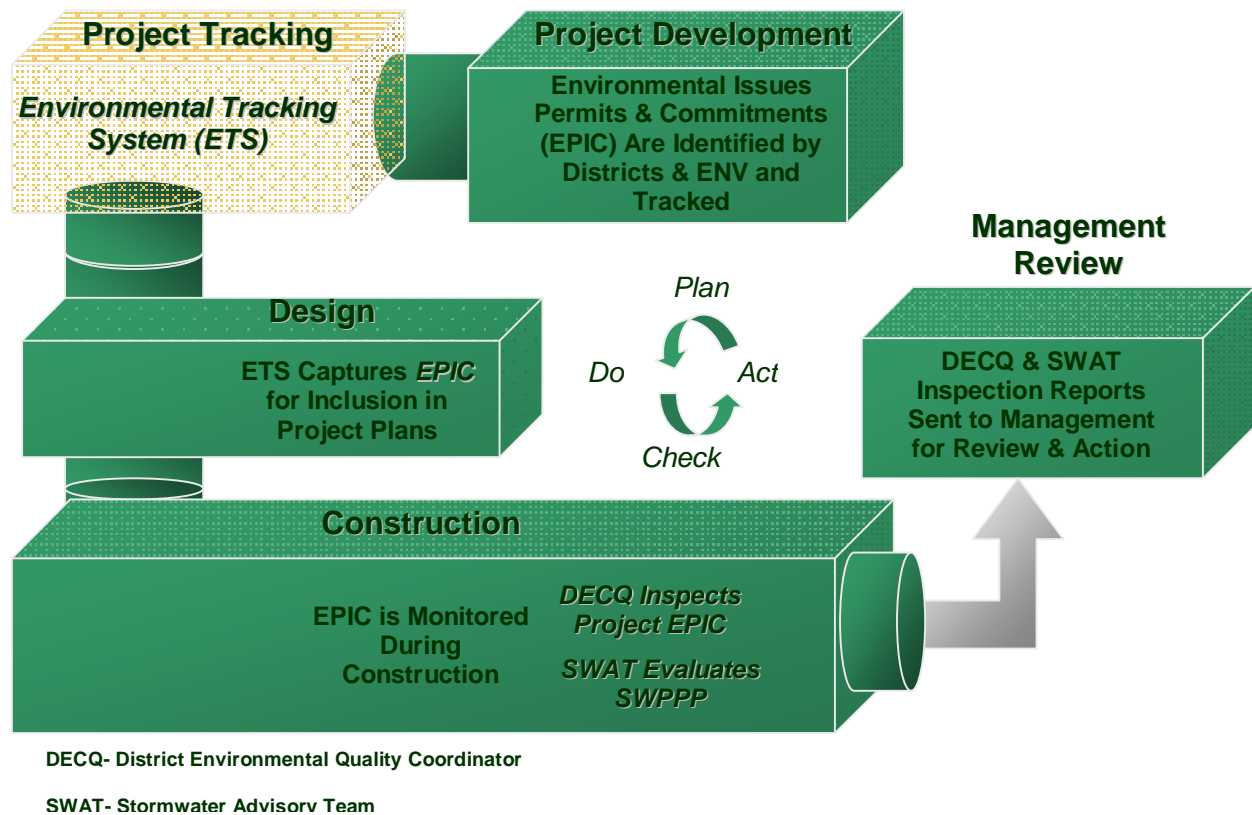 Project Tracking
Environmental Tracking
System (ETS)
Project Development
Environmental Issues
Permits & Commitments
(EPIC) Are Identified by
Districts & ENV and
Tracked
Management
Review
DECQ & SWAT
Inspection Reports
Sent to Management
for Review & Action
Plan
Do
Act
Check
Design
ETS Captures EPIC
for Inclusion in
Project Plans
Construction
EPIC is Monitored
During
Construction
DECQ Inspects
Project EPIC
SWAT Evaluates
SWPPP
DECQ- District Environmental Quality Coordinator
SWAT- Stormwater Advisory Team